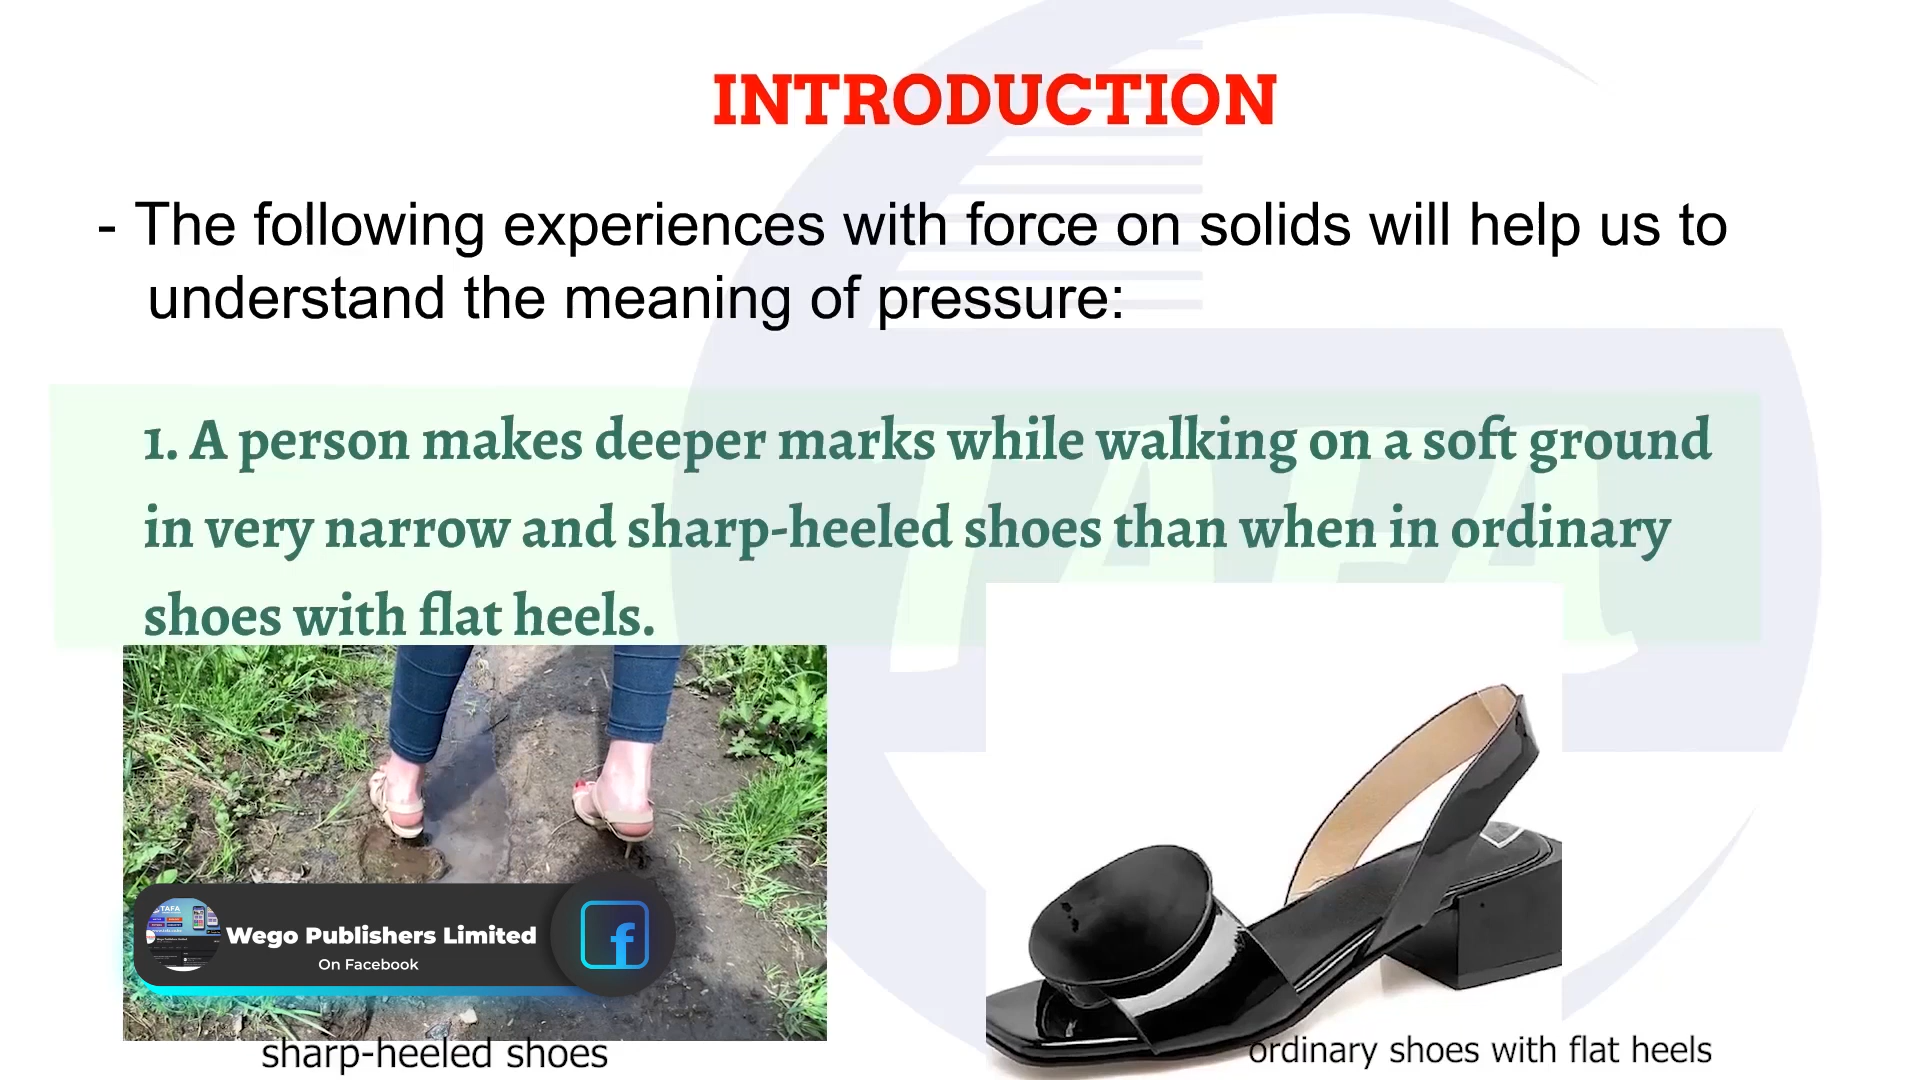 INTRODUCTION
- The following experiences with force on solids will help us to
understand the meaning of pressure:
1. A person makes deeper marks while walking on a soft ground
in very narrow and sharp-heeled shoes than when in ordinary
shoes with flat heels.
TAFA
TAFA
Wego Publishers Limited
On Facebook
f
sharp-heeled shoes
ordinary shoes with flat heels